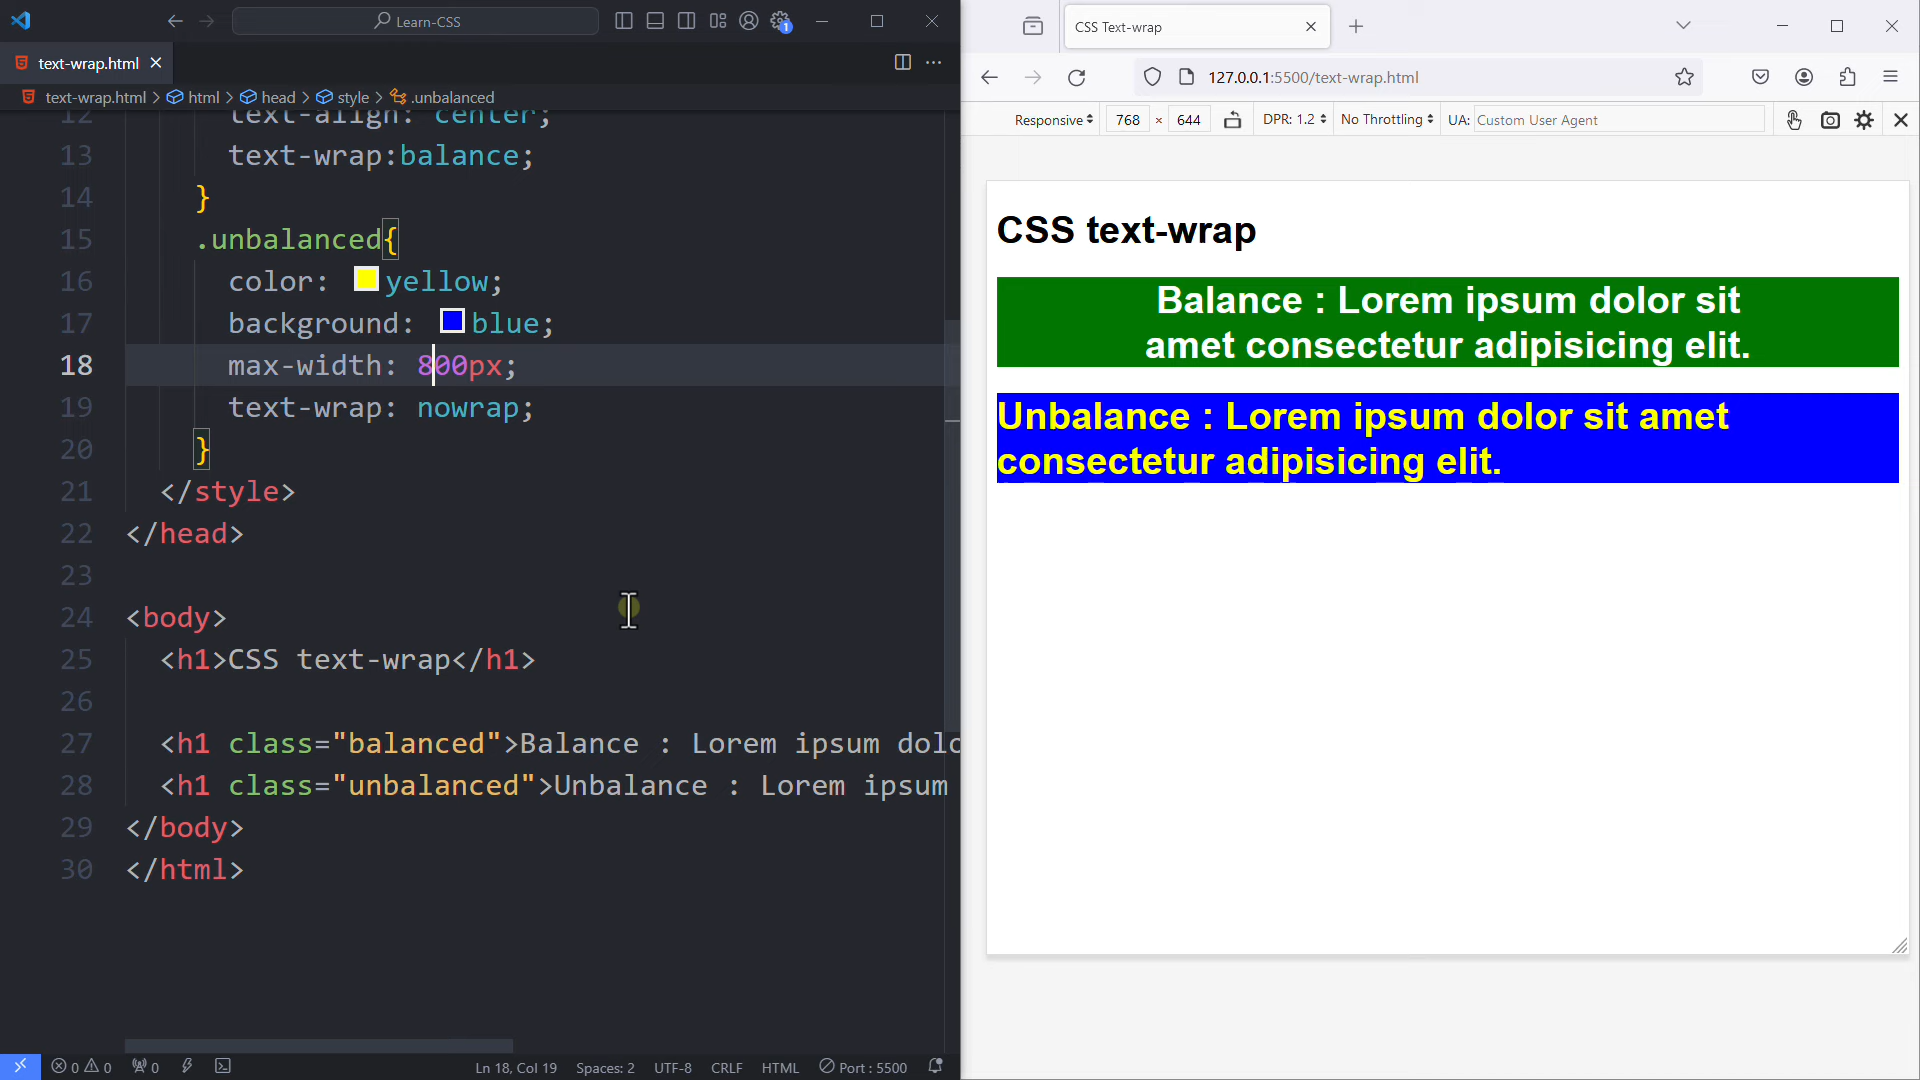 Learn-CSS
1
text-wrap.html
text-wrap.html > html > head > style > .unbalanced
12 text-align: center;
13 text-wrap:balance;
14 }
15 .unbalanced{
16 color: yellow;
17 background: blue;
18 max-width: 800px;
19 text-wrap: nowrap;
20 }
21 </style>
22 </head>
23
24 <body>
25 <h1>CSS text-wrap</h1>
26
27 <h1 class="balanced">Balance : Lorem ipsum dolo
28 <h1 class="unbalanced">Unbalance : Lorem ipsum
29 </body>
30 </html>
0 0 0 Ln 18, Col 19 Spaces: 2 UTF-8 CRLF HTML Port : 5500
CSS Text-wrap
127.0.0.1:5500/text-wrap.html
Responsive 768 × 644 DPR: 1.2 No Throttling UA: Custom User Agent
CSS text-wrap
Balance : Lorem ipsum dolor sit
amet consectetur adipisicing elit.
Unbalance : Lorem ipsum dolor sit amet
consectetur adipisicing elit.